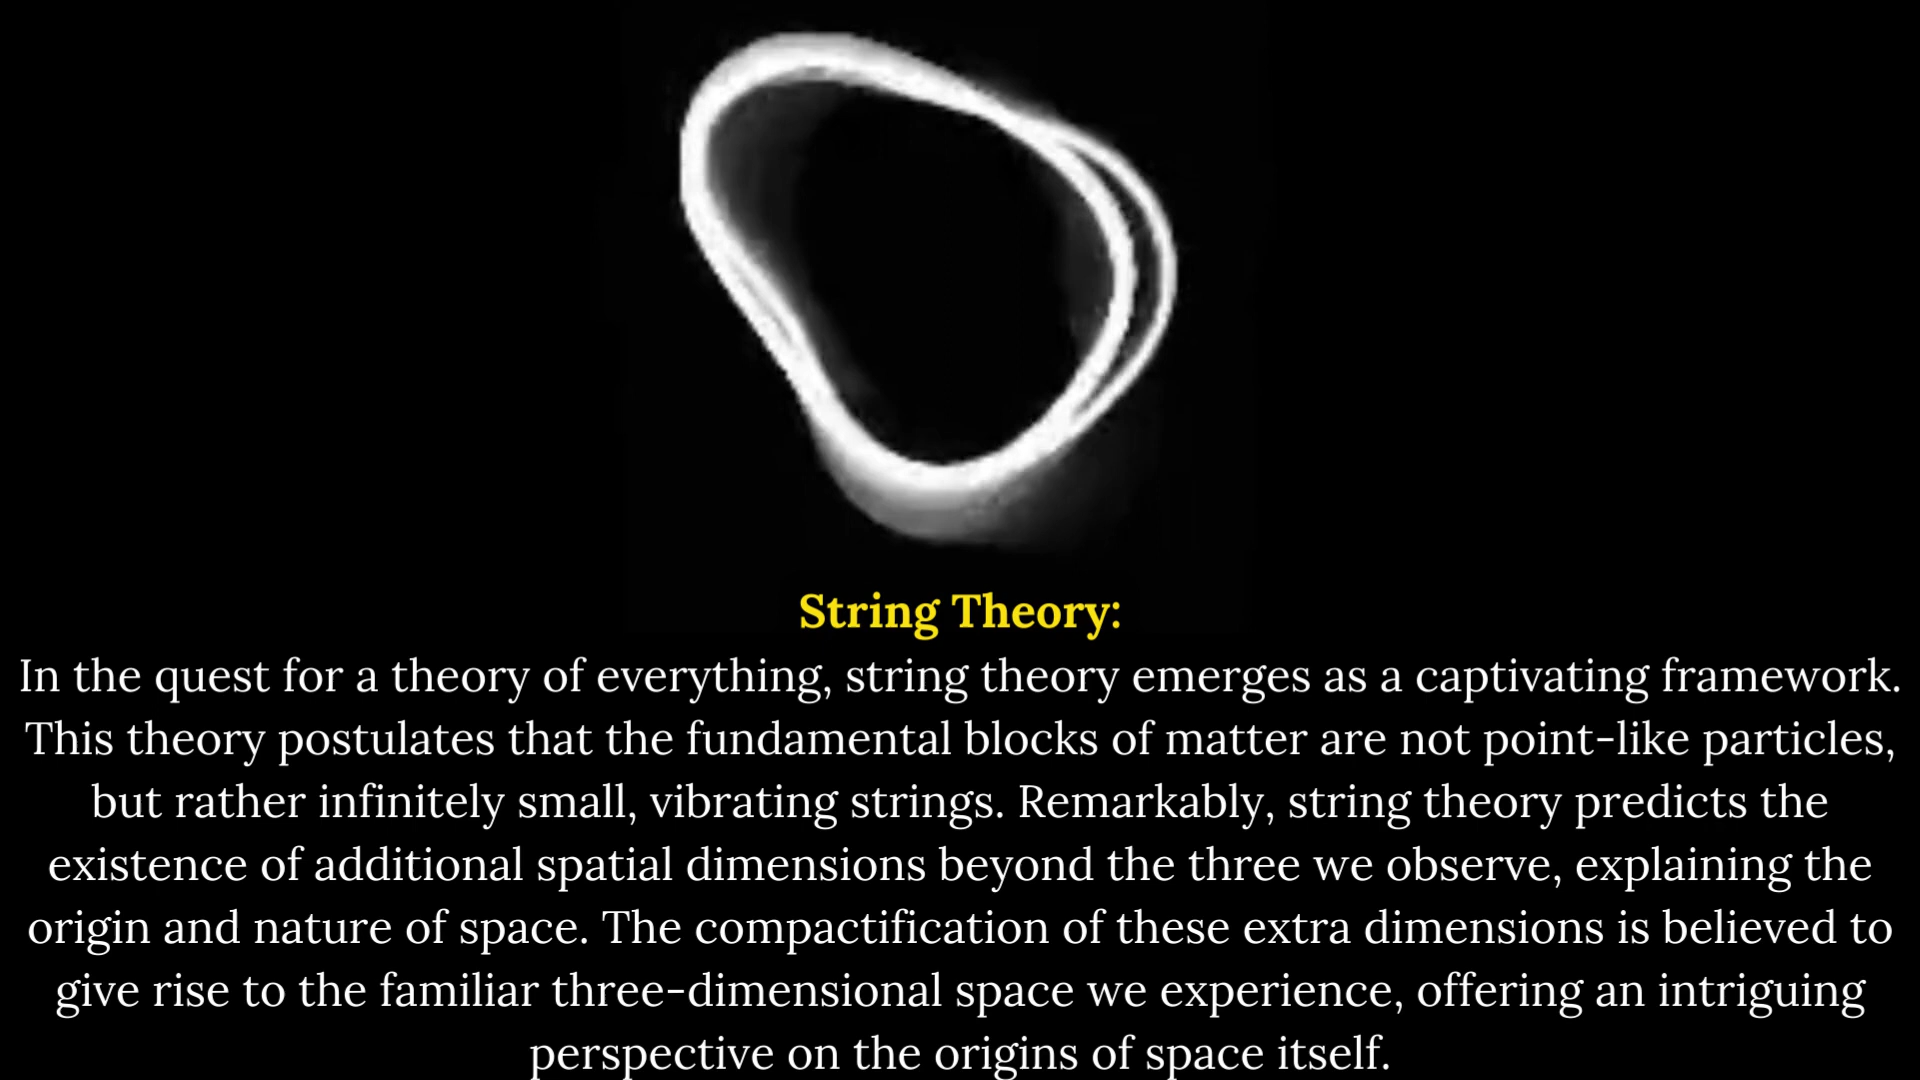 String Theory:
In the quest for a theory of everything, string theory emerges as a captivating framework.
This theory postulates that the fundamental blocks of matter are not point-like particles,
but rather infinitely small, vibrating strings. Remarkably, string theory predicts the
existence of additional spatial dimensions beyond the three we observe, explaining the
origin and nature of space. The compactification of these extra dimensions is believed to
give rise to the familiar three-dimensional space we experience, offering an intriguing
perspective on the origins of space itself.